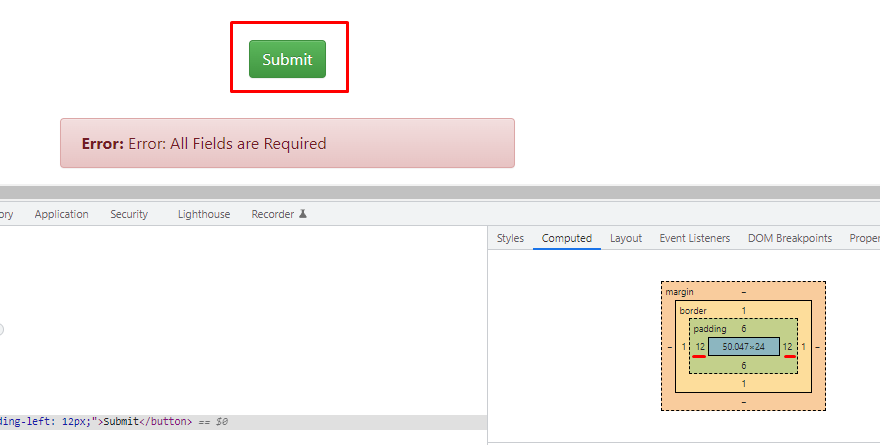 Submit
Error: Error: All Fields are Required
ory Application Security Lighthouse Recorder
Styles Computed Layout Event Listeners DOM Breakpoints Proper
margin –
border 1
padding 6
– 1 12 50.047×24 12 1 –
6
1
–
ding-left: 12px;">Submit</button> == $0